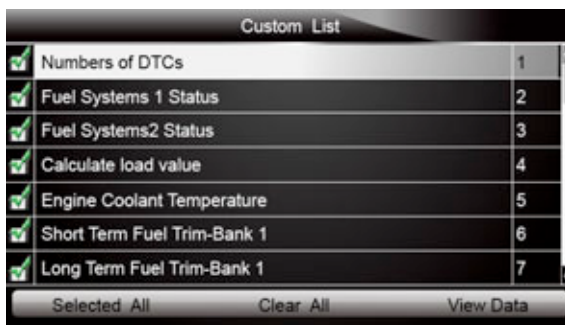 Custom List
Numbers of DTCs 1
Fuel Systems 1 Status 2
Fuel Systems2 Status 3
Calculate load value 4
Engine Coolant Temperature 5
Short Term Fuel Trim-Bank 1 6
Long Term Fuel Trim-Bank 1 7
Selected All Clear All View Data